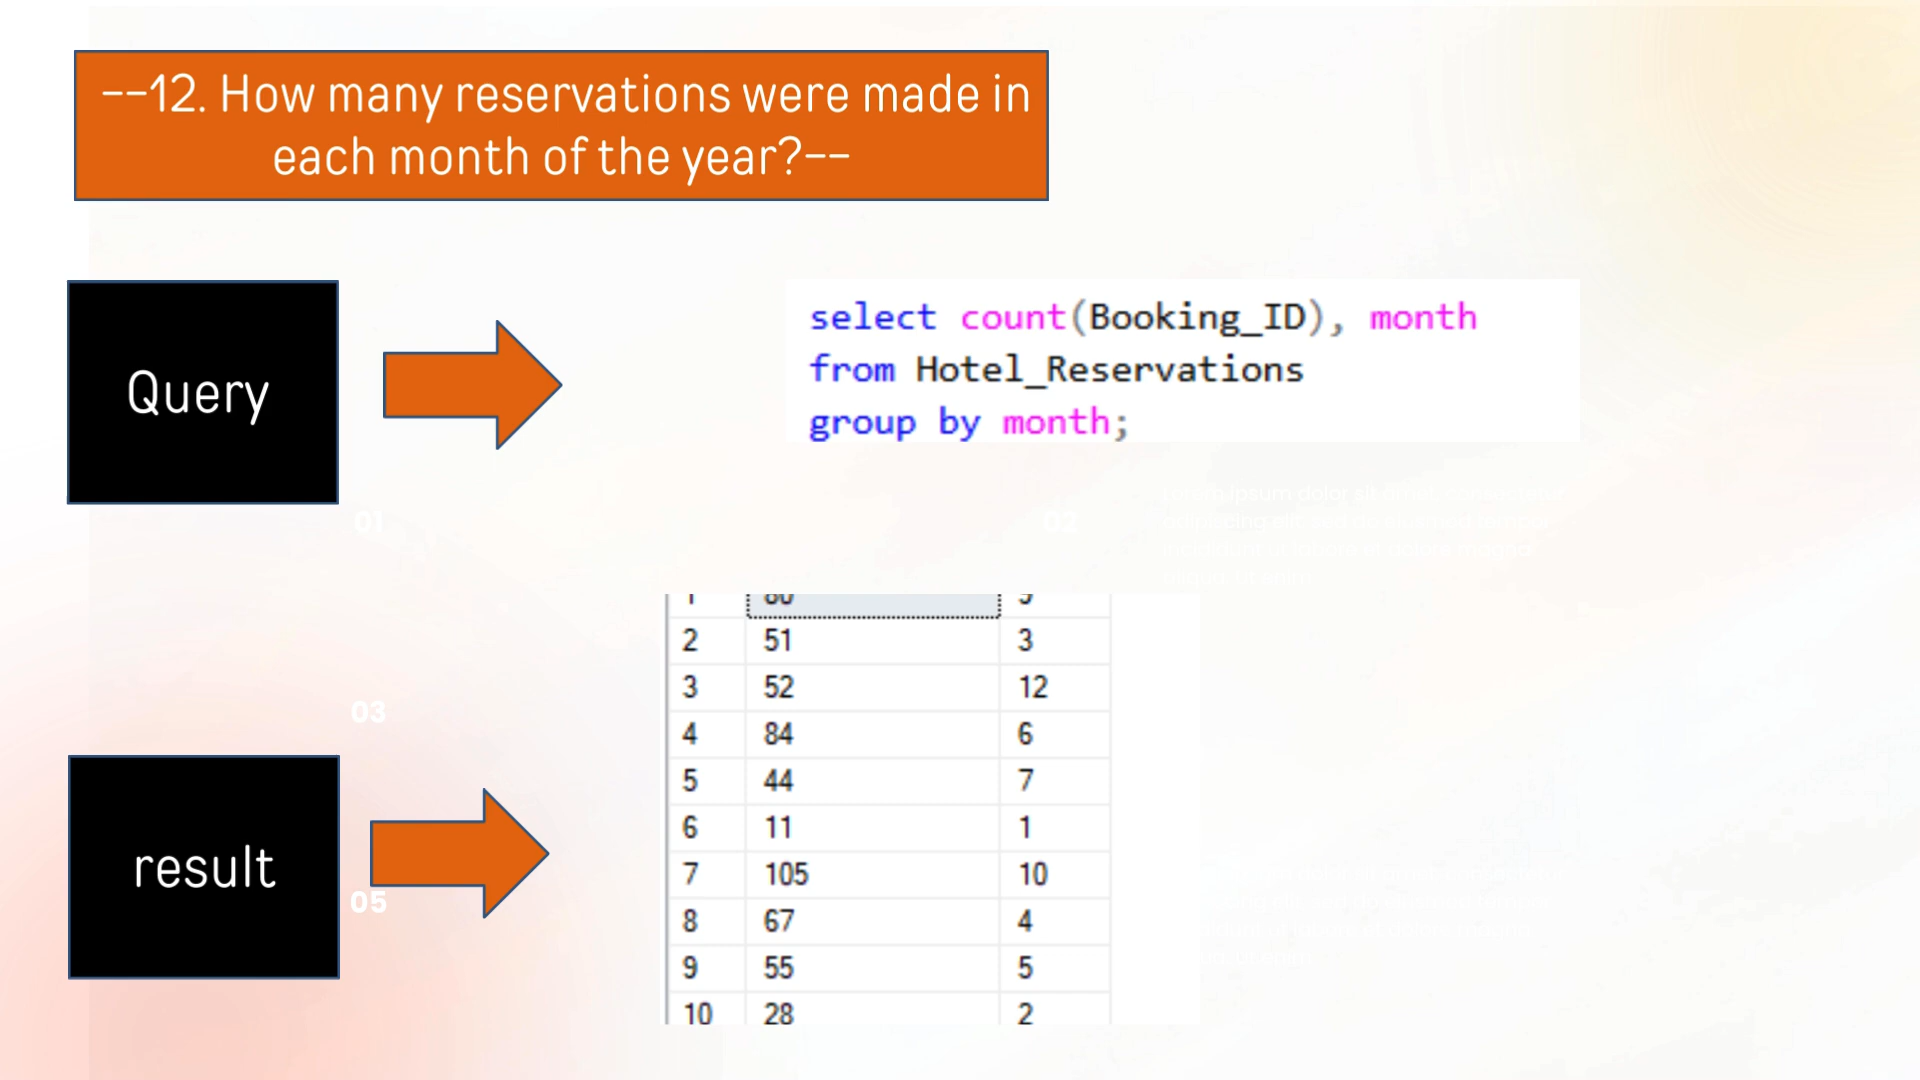 --12. How many reservations were made in
each month of the year?--
Query
select count(Booking_ID), month
from Hotel_Reservations
group by month;
01
02
03
2 51 3
3 52 12
4 84 6
5 44 7
6 11 1
7 105 10
8 67 4
9 55 5
10 28 2
result
05